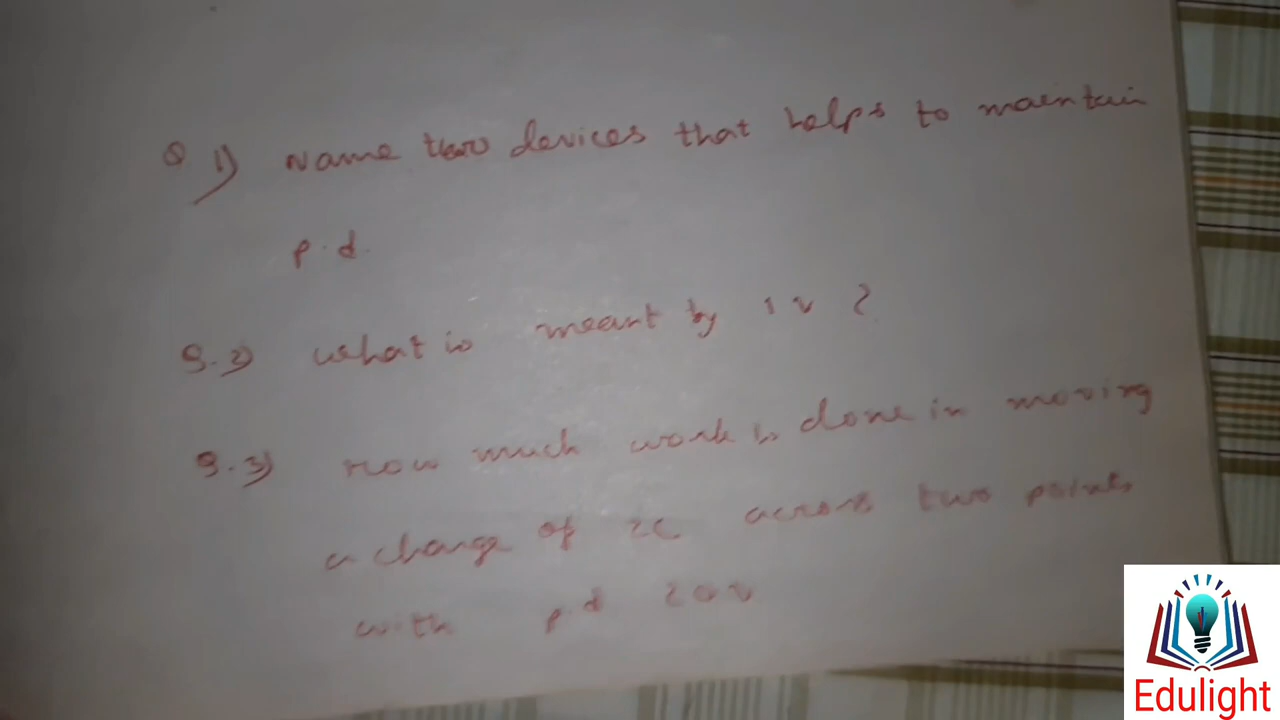 Q 1) Name two devices that helps to maintain
p.d.
Q.2) what is meant by 1 v ?
Q.3) How much work is done in moving
a charge of 2C across two points
with p.d 20v
Edulight